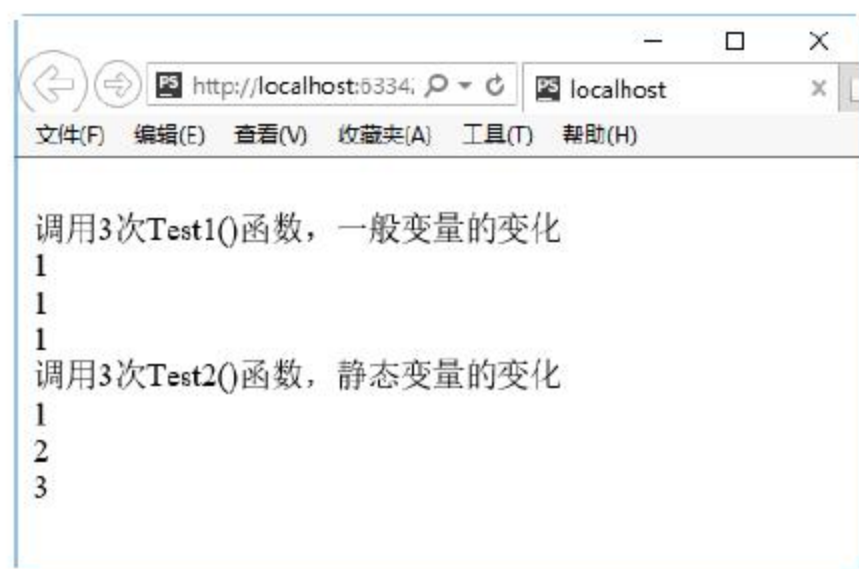 PS http://localhost:6334
PS localhost
文件(F) 编辑(E) 查看(V) 收藏夹(A) 工具(T) 帮助(H)
调用3次Test1()函数，一般变量的变化
1
1
1
调用3次Test2()函数，静态变量的变化
1
2
3